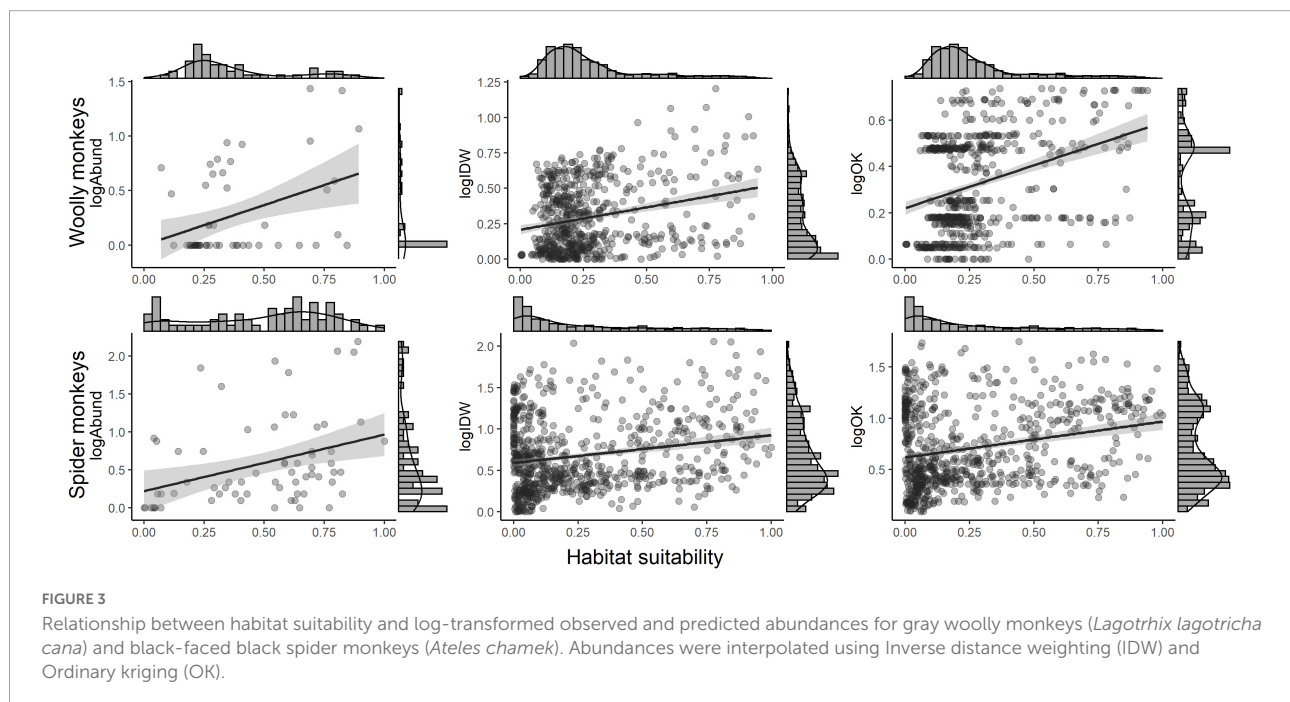 Woolly monkeys
logAbund
1.5
1.0
0.5
0.0
0.00 0.25 0.50 0.75 1.00
logIDW
1.25
1.00
0.75
0.50
0.25
0.00
0.00 0.25 0.50 0.75 1.00
logOK
0.6
0.4
0.2
0.0
0.00 0.25 0.50 0.75 1.00
Spider monkeys
logAbund
2.0
1.5
1.0
0.5
0.0
0.00 0.25 0.50 0.75 1.00
logIDW
2.0
1.5
1.0
0.5
0.0
0.00 0.25 0.50 0.75 1.00
logOK
1.5
1.0
0.5
0.00 0.25 0.50 0.75 1.00
Habitat suitability
FIGURE 3
Relationship between habitat suitability and log-transformed observed and predicted abundances for gray woolly monkeys (Lagotrhix lagotricha
cana) and black-faced black spider monkeys (Ateles chamek). Abundances were interpolated using Inverse distance weighting (IDW) and
Ordinary kriging (OK).